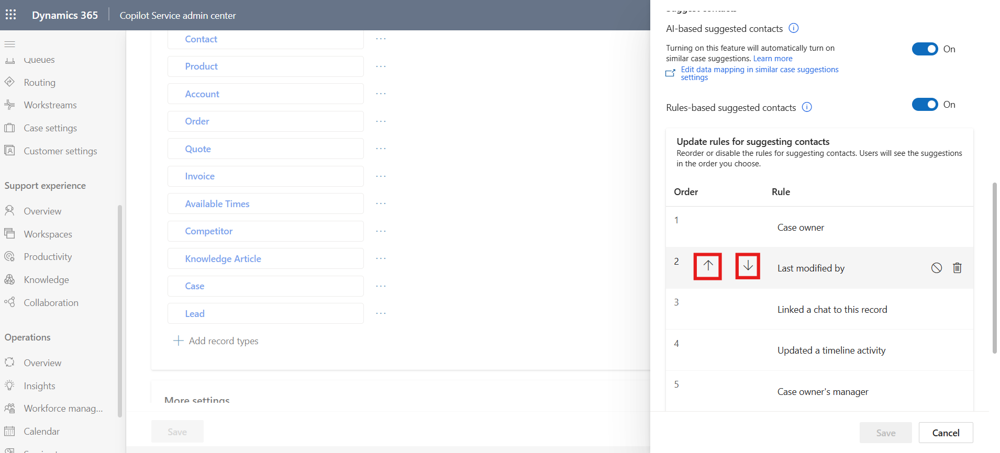 Dynamics 365
Copilot Service admin center
Queues
Routing
Workstreams
Case settings
Customer settings
Support experience
Overview
Workspaces
Productivity
Knowledge
Collaboration
Operations
Overview
Insights
Workforce manag...
Calendar
Contact
Product
Account
Order
Quote
Invoice
Available Times
Competitor
Knowledge Article
Case
Lead
Add record types
More settings
Save
Suggest contacts
AI-based suggested contacts
On
Turning on this feature will automatically turn on
similar case suggestions. Learn more
Edit data mapping in similar case suggestions
settings
Rules-based suggested contacts
On
Update rules for suggesting contacts
Reorder or disable the rules for suggesting contacts. Users will see the suggestions
in the order you choose.
Order Rule
1 Case owner
2 Last modified by
3 Linked a chat to this record
4 Updated a timeline activity
5 Case owner's manager
Save Cancel